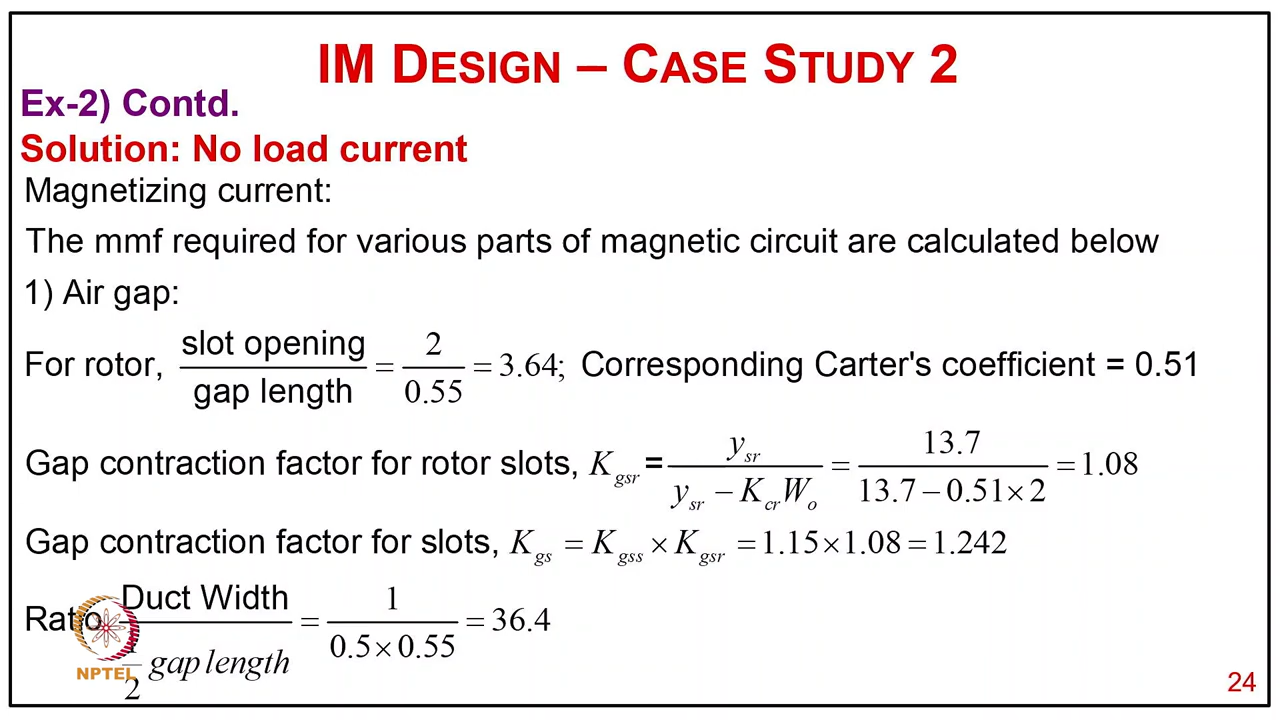 IM DESIGN – CASE STUDY 2
Ex-2) Contd.
Solution: No load current
Magnetizing current:
The mmf required for various parts of magnetic circuit are calculated below
1) Air gap:
For rotor, slot opening / gap length = 2 / 0.55 = 3.64; Corresponding Carter's coefficient = 0.51
Gap contraction factor for rotor slots, K_gsr = y_sr / (y_sr − K_cr W_o) = 13.7 / (13.7 − 0.51 × 2) = 1.08
Gap contraction factor for slots, K_gs = K_gss × K_gsr = 1.15 × 1.08 = 1.242
Ratio Duct Width / (1/2 gap length) = 1 / (0.5 × 0.55) = 36.4
NPTEL
24